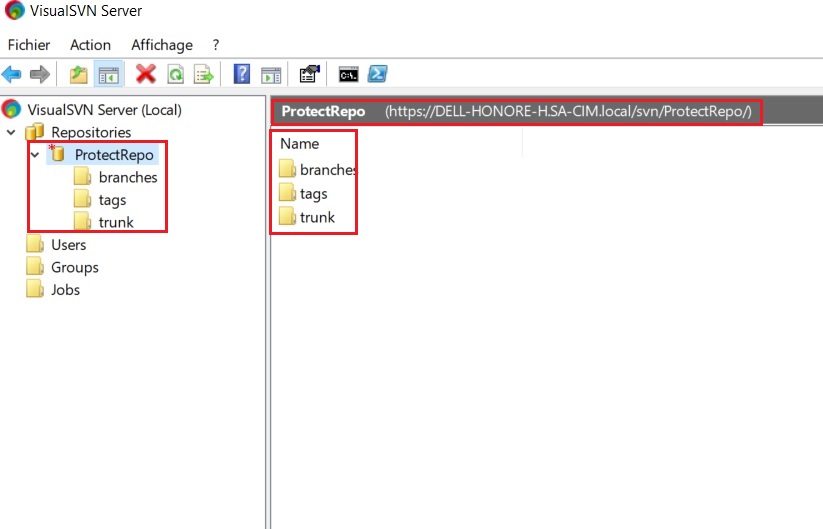 VisualSVN Server
Fichier Action Affichage ?
VisualSVN Server (Local)
Repositories
ProtectRepo
branches
tags
trunk
Users
Groups
Jobs
ProtectRepo (https://DELL-HONORE-H.SA-CIM.local/svn/ProtectRepo/)
Name
branches
tags
trunk